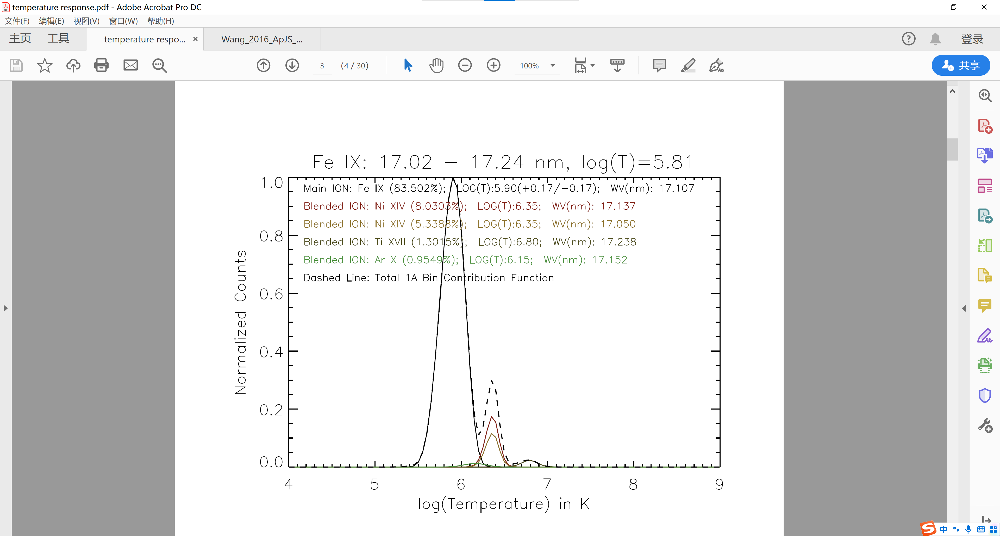 temperature response.pdf - Adobe Acrobat Pro DC
文件(F) 编辑(E) 视图(V) 窗口(W) 帮助(H)
主页 工具 temperature respo... × Wang_2016_ApJS_... 登录
3 (4 / 30) 100% 共享
Fe IX: 17.02 − 17.24 nm, log(T)=5.81
Main ION: Fe IX (83.502%); LOG(T):5.90(+0.17/−0.17); WV(nm): 17.107
Blended ION: Ni XIV (8.0303%); LOG(T):6.35; WV(nm): 17.137
Blended ION: Ni XIV (5.3388%); LOG(T):6.35; WV(nm): 17.050
Blended ION: Ti XVII (1.3015%); LOG(T):6.80; WV(nm): 17.238
Blended ION: Ar X (0.9549%); LOG(T):6.15; WV(nm): 17.152
Dashed Line: Total 1A Bin Contribution Function
Normalized Counts
1.0
0.8
0.6
0.4
0.2
0.0
4 5 6 7 8 9
log(Temperature) in K
中